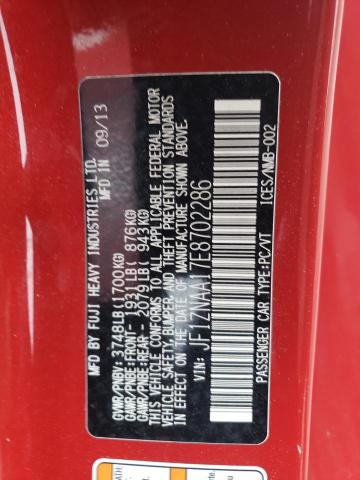 MFD BY FUJI HEAVY INDUSTRIES LTD.
MFD IN 09/13
GVWR/PNBV: 3748LB(1700KG)
GAWR/PNBE:FRONT- 1931LB( 876KG)
GAWR/PNBE:REAR- 2079LB( 943KG)
THIS VEHICLE CONFORMS TO ALL APPLICABLE FEDERAL MOTOR
VEHICLE SAFETY,BUMPER,AND THEFT PREVENTION STANDARDS
IN EFFECT ON THE DATE OF MANUFACTURE SHOWN ABOVE.
VIN: JF1ZNAA17E8702286
ICES/NMB-002
PASSENGER CAR TYPE:PC/VT